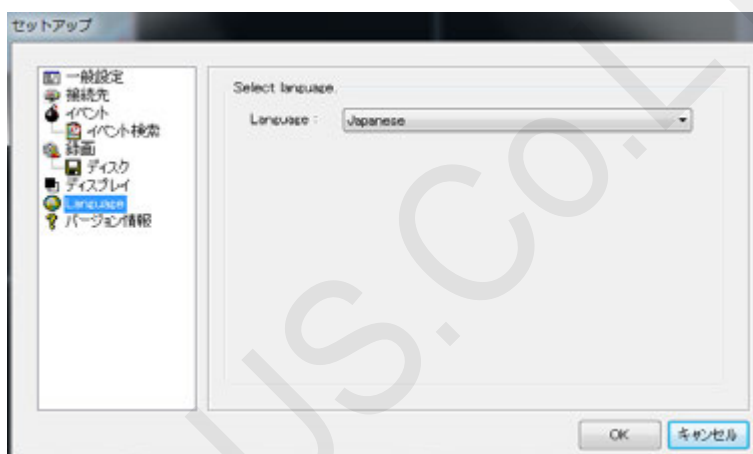 セットアップ
一般設定
接続先
イベント
イベント検索
録画
ディスク
ディスプレイ
Language
バージョン情報
Select language.
Language :
Japanese
OK
キャンセル
US.Co.L